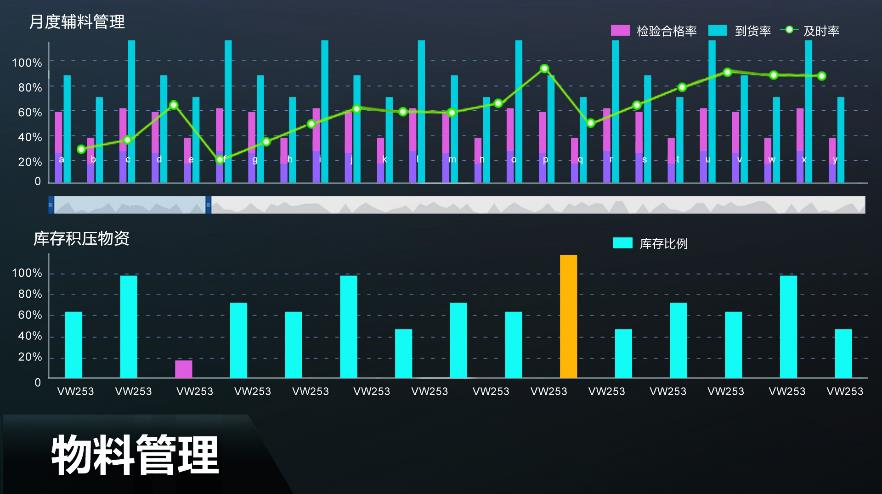 月度辅料管理
检验合格率 到货率 及时率
100%
80%
60%
40%
20%
a b c d e f g h i j k l m n o p q r s t u v w x y
0
库存积压物资
库存比例
100%
80%
60%
40%
20%
0
VW253 VW253 VW253 VW253 VW253 VW253 VW253 VW253 VW253 VW253 VW253 VW253 VW253 VW253
物料管理